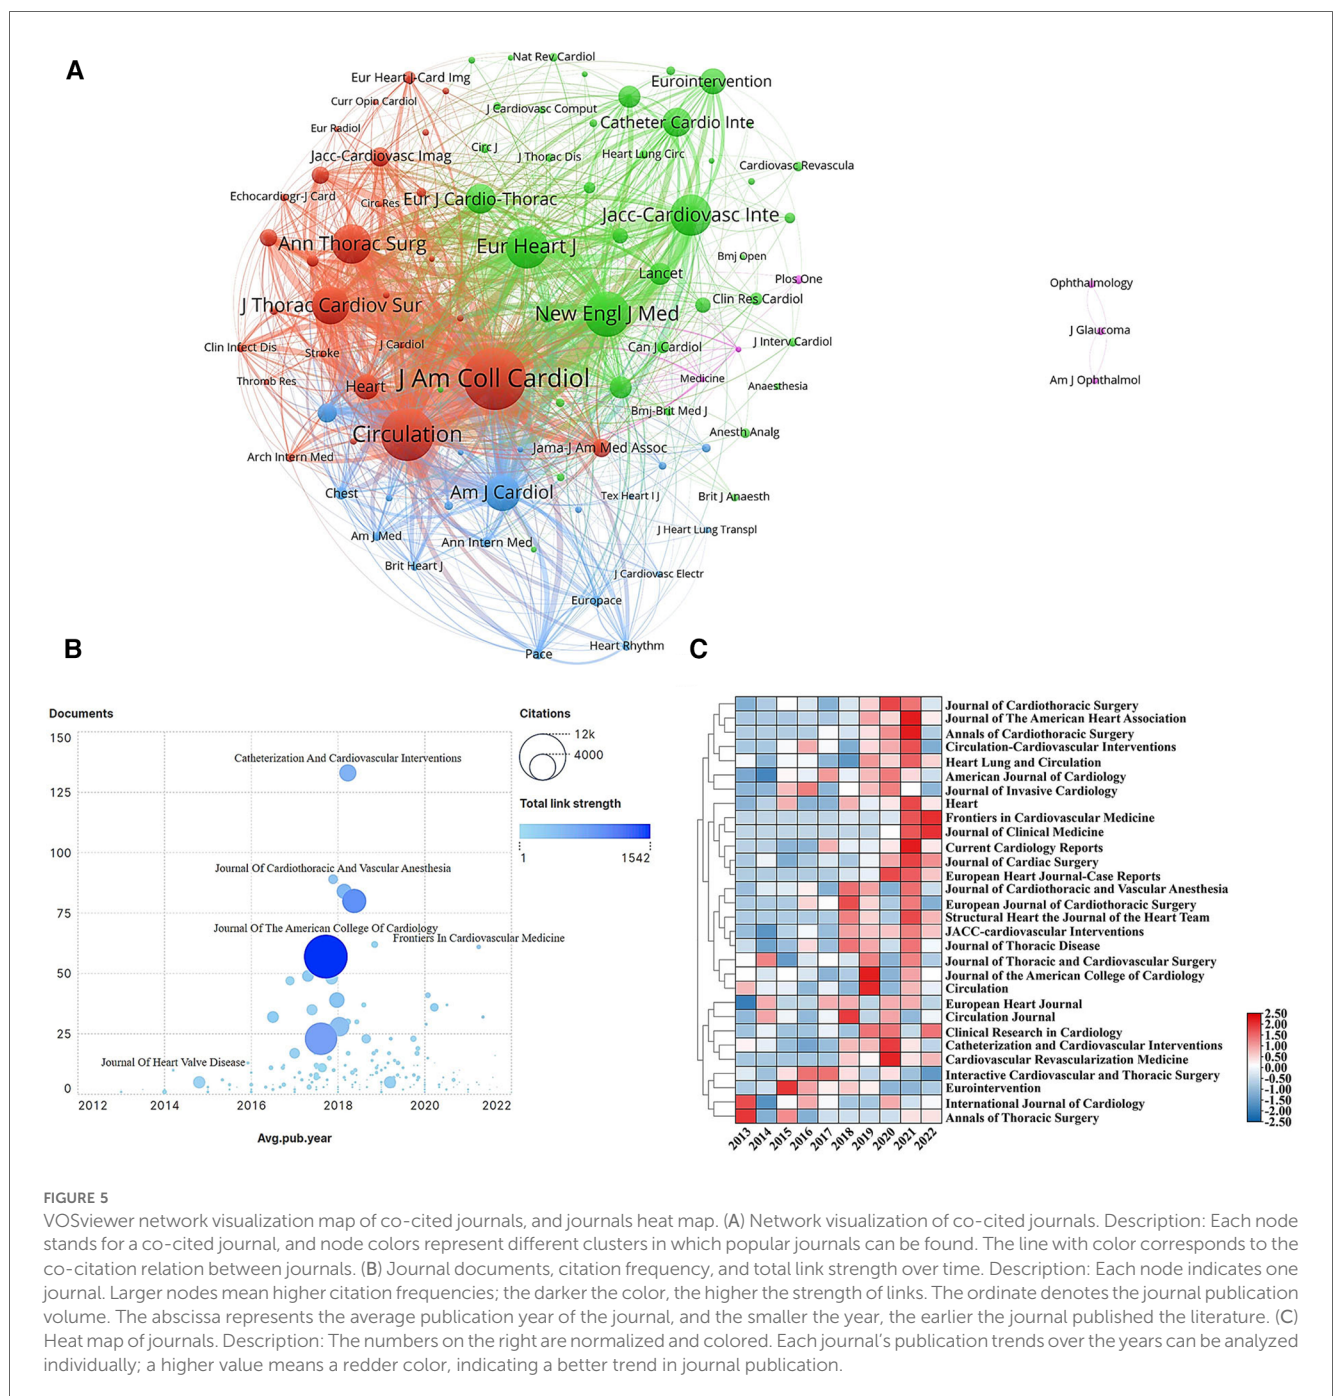 A
Nat Rev Cardiol
Eur Heart J-Card Img
Eurointervention
Curr Opin Cardiol
J Cardiovasc Comput
Catheter Cardio Inte
Eur Radiol
Circ J
J Thorac Dis
Heart Lung Circ
Jacc-Cardiovasc Imag
Cardiovasc Revascula
Echocardiogr-J Card
Circ Res
Eur J Cardio-Thorac
Jacc-Cardiovasc Inte
Ann Thorac Surg
Eur Heart J
Bmj Open
Lancet
Plos One
Ophthalmology
J Thorac Cardiov Sur
New Engl J Med
Clin Res Cardiol
J Glaucoma
Clin Infect Dis
Stroke
J Cardiol
Can J Cardiol
J Interv Cardiol
Thromb Res
Heart
J Am Coll Cardiol
Medicine
Anaesthesia
Am J Ophthalmol
Bmj-Brit Med J
Circulation
Anesth Analg
Arch Intern Med
Jama-J Am Med Assoc
Chest
Am J Cardiol
Tex Heart I J
Brit J Anaesth
Am J Med
Ann Intern Med
J Heart Lung Transpl
Brit Heart J
J Cardiovasc Electr
Europace
Heart Rhythm
Pace
B
Documents
150
125
100
75
50
25
0
Catheterization And Cardiovascular Interventions
Journal Of Cardiothoracic And Vascular Anesthesia
Journal Of The American College Of Cardiology
Frontiers In Cardiovascular Medicine
Journal Of Heart Valve Disease
2012 2014 2016 2018 2020 2022
Avg.pub.year
Citations
12k
4000
Total link strength
1 1542
C
Journal of Cardiothoracic Surgery
Journal of The American Heart Association
Annals of Cardiothoracic Surgery
Circulation-Cardiovascular Interventions
Heart Lung and Circulation
American Journal of Cardiology
Journal of Invasive Cardiology
Heart
Frontiers in Cardiovascular Medicine
Journal of Clinical Medicine
Current Cardiology Reports
Journal of Cardiac Surgery
European Heart Journal-Case Reports
Journal of Cardiothoracic and Vascular Anesthesia
European Journal of Cardiothoracic Surgery
Structural Heart the Journal of the Heart Team
JACC-cardiovascular Interventions
Journal of Thoracic Disease
Journal of Thoracic and Cardiovascular Surgery
Journal of the American College of Cardiology
Circulation
European Heart Journal
Circulation Journal
Clinical Research in Cardiology
Catheterization and Cardiovascular Interventions
Cardiovascular Revascularization Medicine
Interactive Cardiovascular and Thoracic Surgery
Eurointervention
International Journal of Cardiology
Annals of Thoracic Surgery
2013 2014 2015 2016 2017 2018 2019 2020 2021 2022
2.50
2.00
1.50
1.00
0.50
0.00
-0.50
-1.00
-1.50
-2.00
-2.50
FIGURE 5
VOSviewer network visualization map of co-cited journals, and journals heat map. (A) Network visualization of co-cited journals. Description: Each node
stands for a co-cited journal, and node colors represent different clusters in which popular journals can be found. The line with color corresponds to the
co-citation relation between journals. (B) Journal documents, citation frequency, and total link strength over time. Description: Each node indicates one
journal. Larger nodes mean higher citation frequencies; the darker the color, the higher the strength of links. The ordinate denotes the journal publication
volume. The abscissa represents the average publication year of the journal, and the smaller the year, the earlier the journal published the literature. (C)
Heat map of journals. Description: The numbers on the right are normalized and colored. Each journal's publication trends over the years can be analyzed
individually; a higher value means a redder color, indicating a better trend in journal publication.